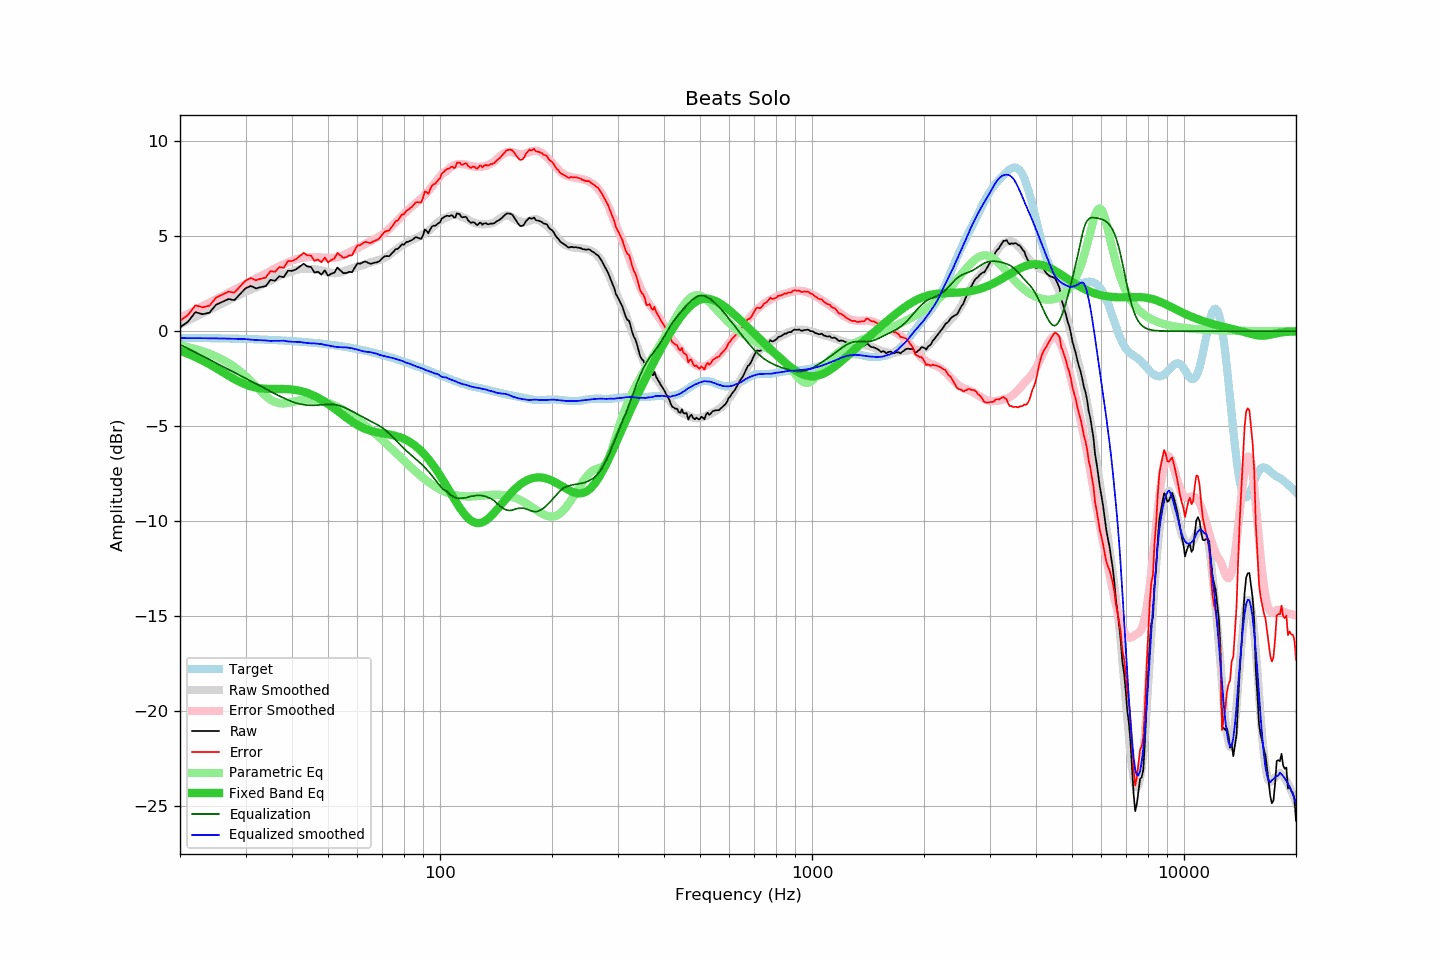 Beats Solo
Amplitude (dBr)
10
5
0
−5
−10
−15
−20
−25
Target
Raw Smoothed
Error Smoothed
Raw
Error
Parametric Eq
Fixed Band Eq
Equalization
Equalized smoothed
100
1000
10000
Frequency (Hz)